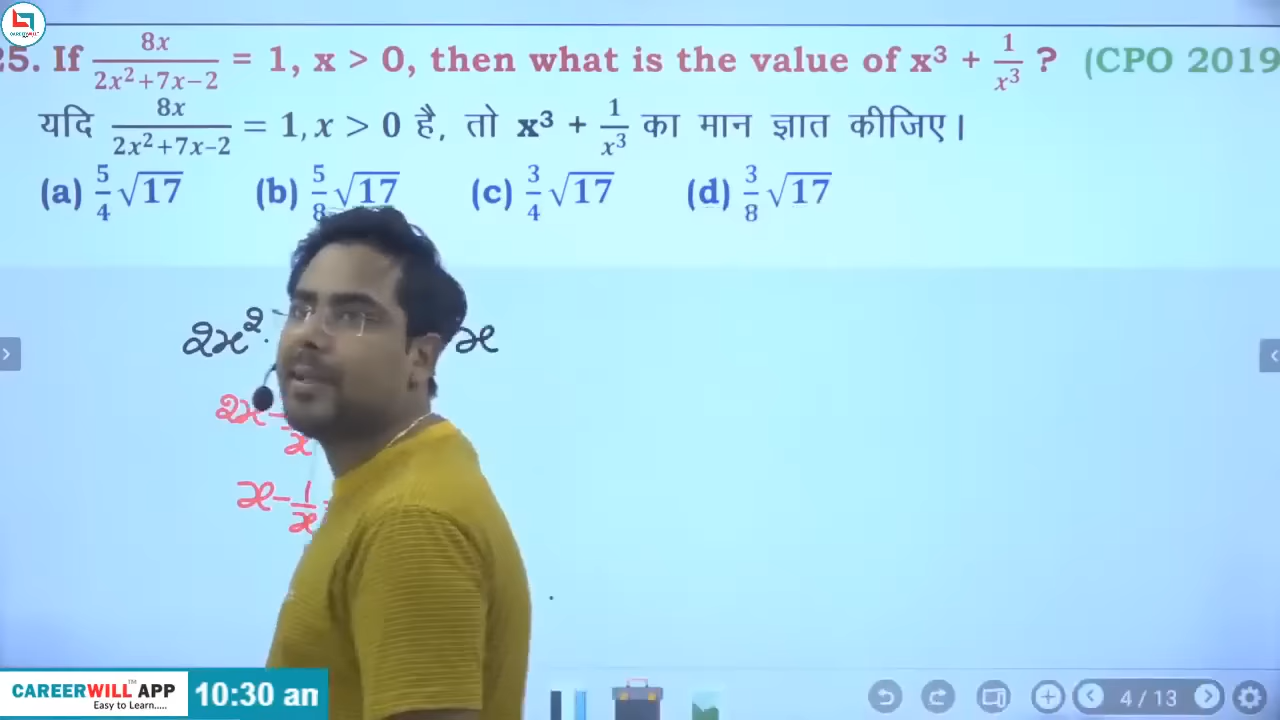 CAREERWILL
25. If 8x/(2x²+7x−2) = 1, x > 0, then what is the value of x³ + 1/x³ ? (CPO 2019
यदि 8x/(2x²+7x−2) = 1, x > 0 है, तो x³ + 1/x³ का मान ज्ञात कीजिए।
(a) 5/4 √17 (b) 5/8 √17 (c) 3/4 √17 (d) 3/8 √17
2x² x
2x − /x
x − 1/x
CAREERWILL™ APP
Easy to Learn.....
10:30 an
4 / 13